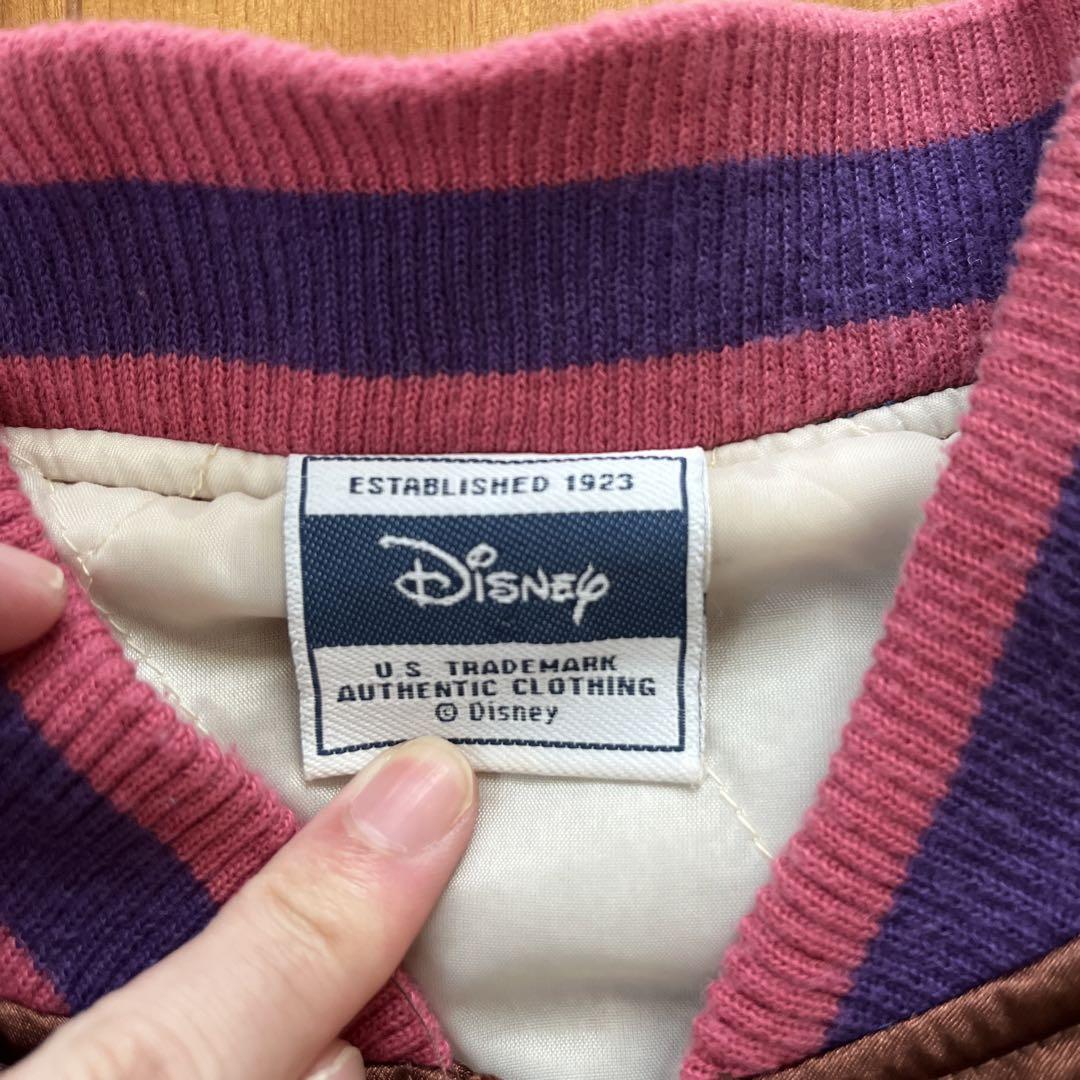 ESTABLISHED 1923
Disney
U.S TRADEMARK
AUTHENTIC CLOTHING
© Disney